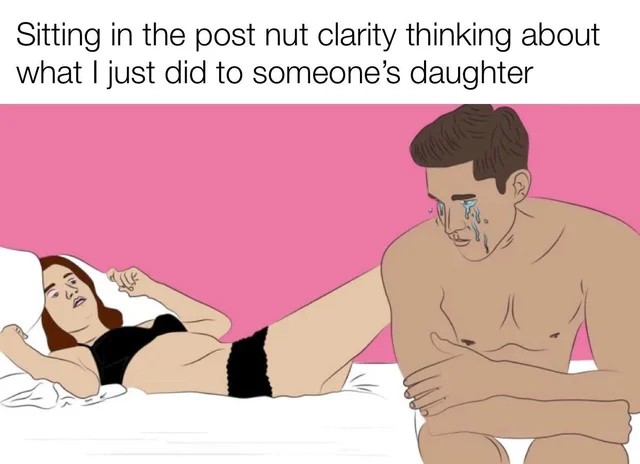 Sitting in the post nut clarity thinking about
what I just did to someone’s daughter